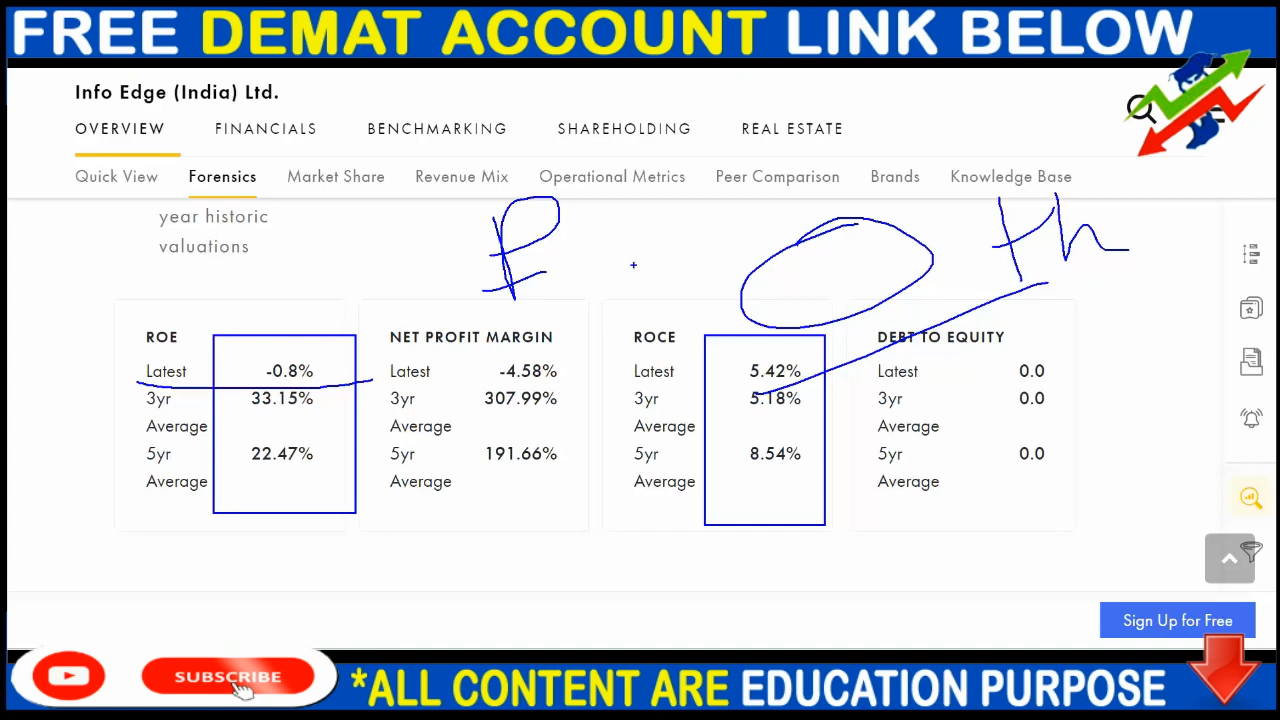 FREE DEMAT ACCOUNT LINK BELOW
Info Edge (India) Ltd.
OVERVIEW FINANCIALS BENCHMARKING SHAREHOLDING REAL ESTATE
Quick View Forensics Market Share Revenue Mix Operational Metrics Peer Comparison Brands Knowledge Base
year historic
valuations
ROE
Latest -0.8%
3yr 33.15%
Average
5yr 22.47%
Average
NET PROFIT MARGIN
Latest -4.58%
3yr 307.99%
Average
5yr 191.66%
Average
ROCE
Latest 5.42%
3yr 5.18%
Average
5yr 8.54%
Average
DEBT TO EQUITY
Latest 0.0
3yr 0.0
Average
5yr 0.0
Average
Sign Up for Free
SUBSCRIBE
*ALL CONTENT ARE EDUCATION PURPOSE